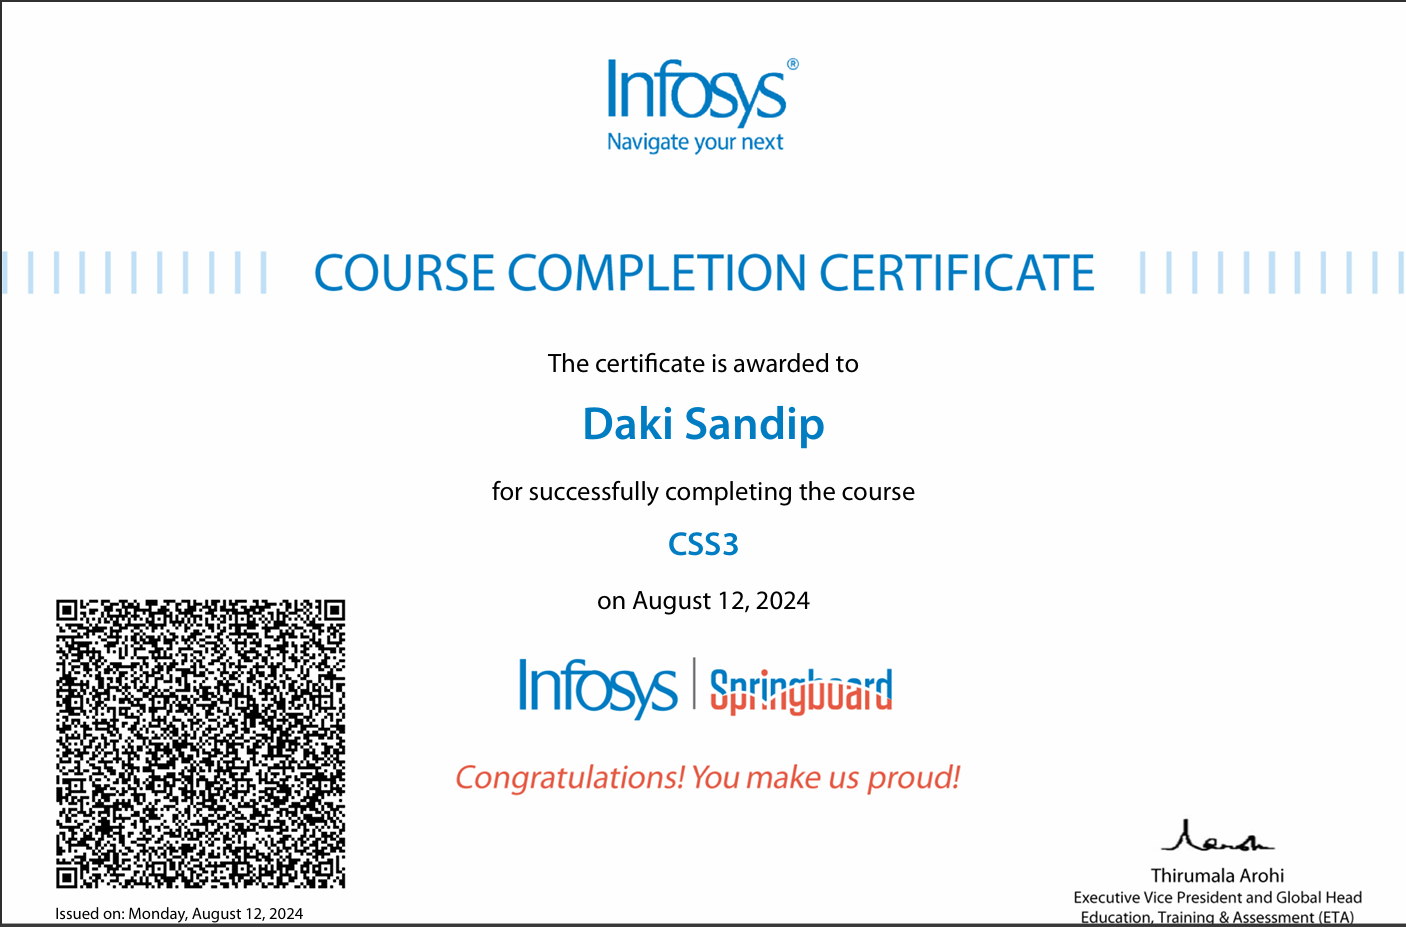 Infosys®
Navigate your next
COURSE COMPLETION CERTIFICATE
The certificate is awarded to
Daki Sandip
for successfully completing the course
CSS3
on August 12, 2024
Infosys | Springboard
Congratulations! You make us proud!
Thirumala Arohi
Executive Vice President and Global Head
Education, Training & Assessment (ETA)
Issued on: Monday, August 12, 2024